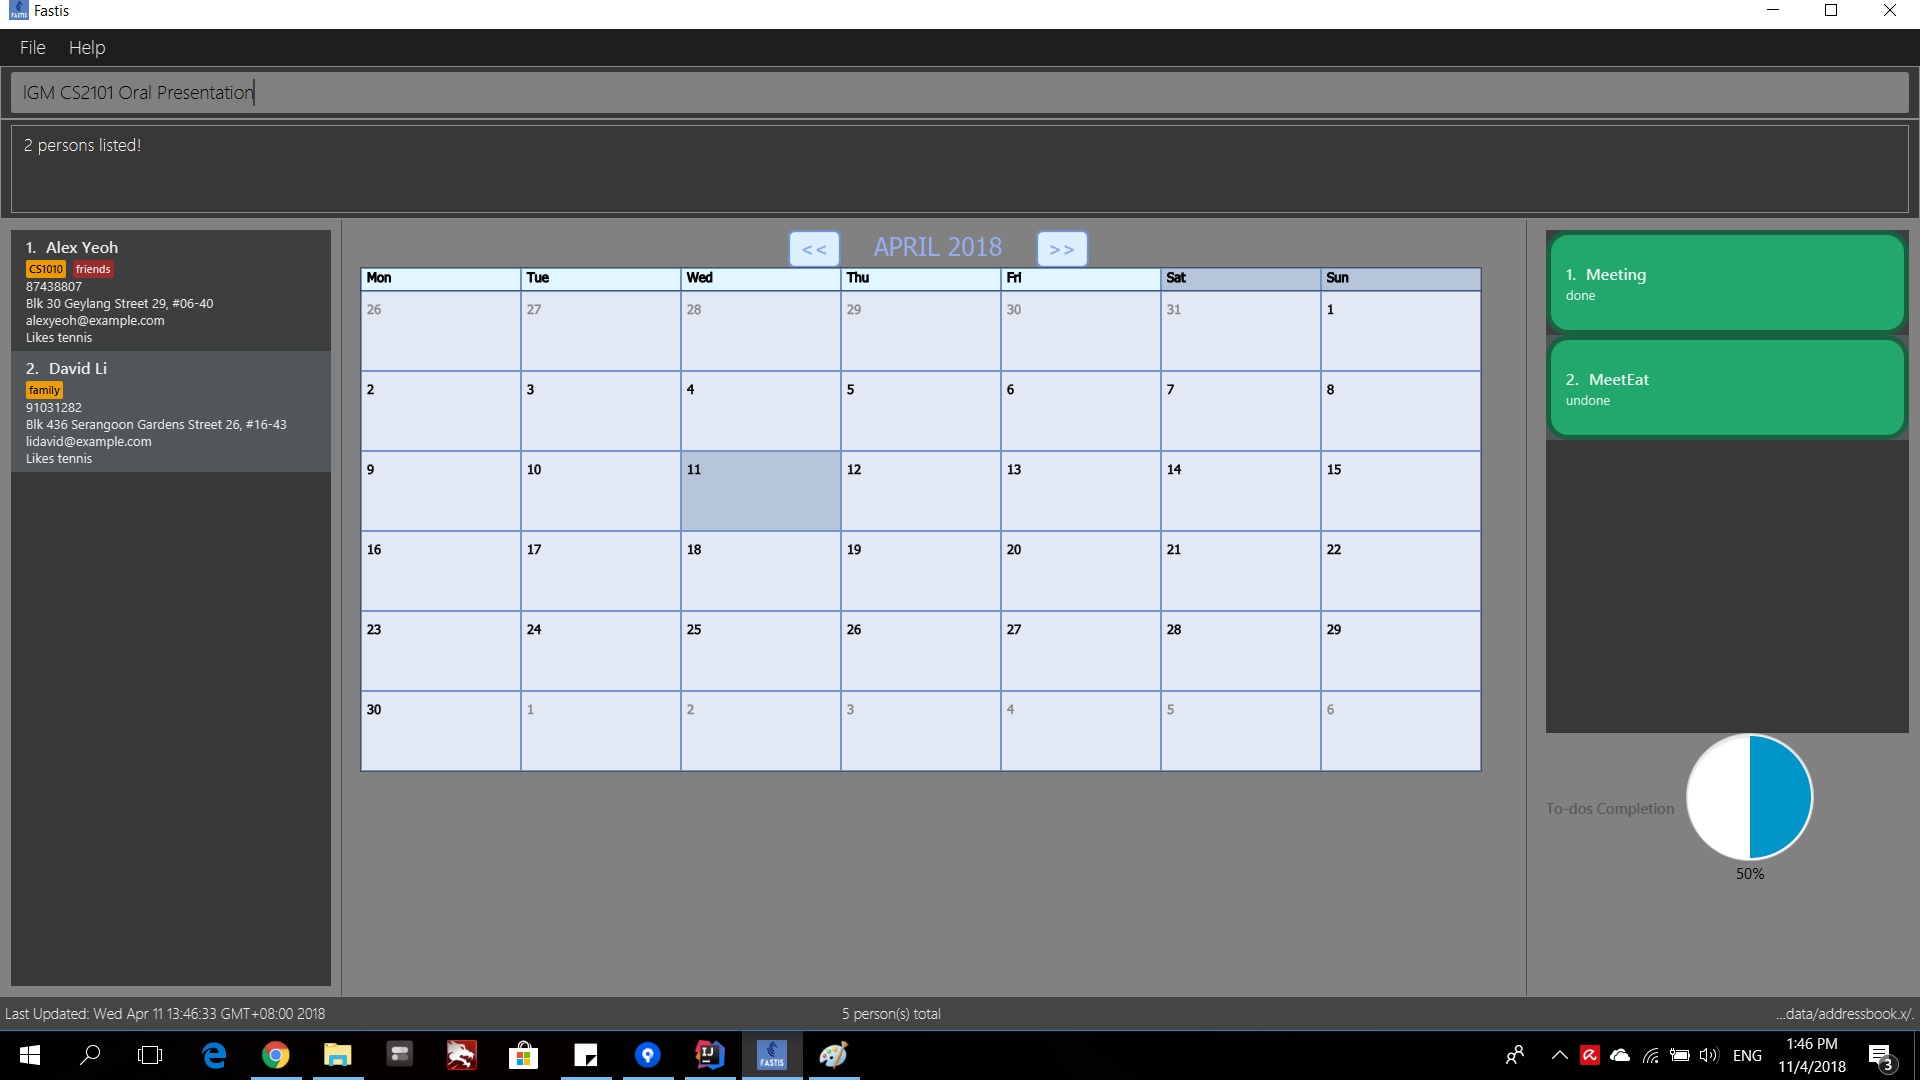 Fastis
File Help
lGM CS2101 Oral Presentation
2 persons listed!
1. Alex Yeoh
CS1010 friends
87438807
Blk 30 Geylang Street 29, #06-40
alexyeoh@example.com
Likes tennis
2. David Li
family
91031282
Blk 436 Serangoon Gardens Street 26, #16-43
lidavid@example.com
Likes tennis
<< APRIL 2018 >>
Mon Tue Wed Thu Fri Sat Sun
26 27 28 29 30 31 1
2 3 4 5 6 7 8
9 10 11 12 13 14 15
16 17 18 19 20 21 22
23 24 25 26 27 28 29
30 1 2 3 4 5 6
1. Meeting
done
2. MeetEat
undone
To-dos Completion
50%
Last Updated: Wed Apr 11 13:46:33 GMT+08:00 2018 5 person(s) total ...data/addressbook.x/.
FASTIS
ENG
1:46 PM
11/4/2018
3